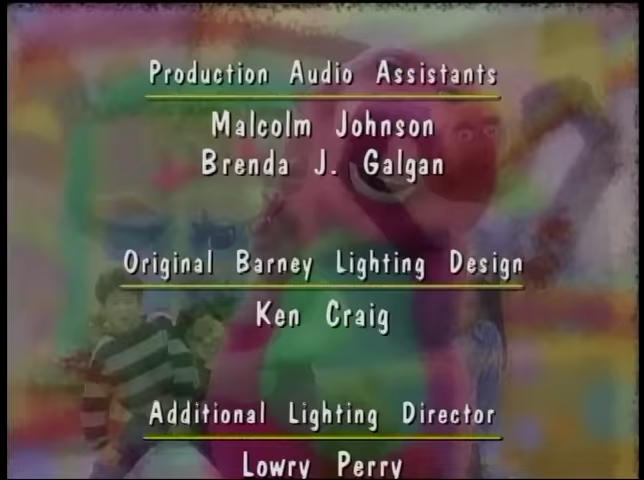 Production Audio Assistants
Malcolm Johnson
Brenda J. Galgan
Original Barney Lighting Design
Ken Craig
Additional Lighting Director
Lowry Perry